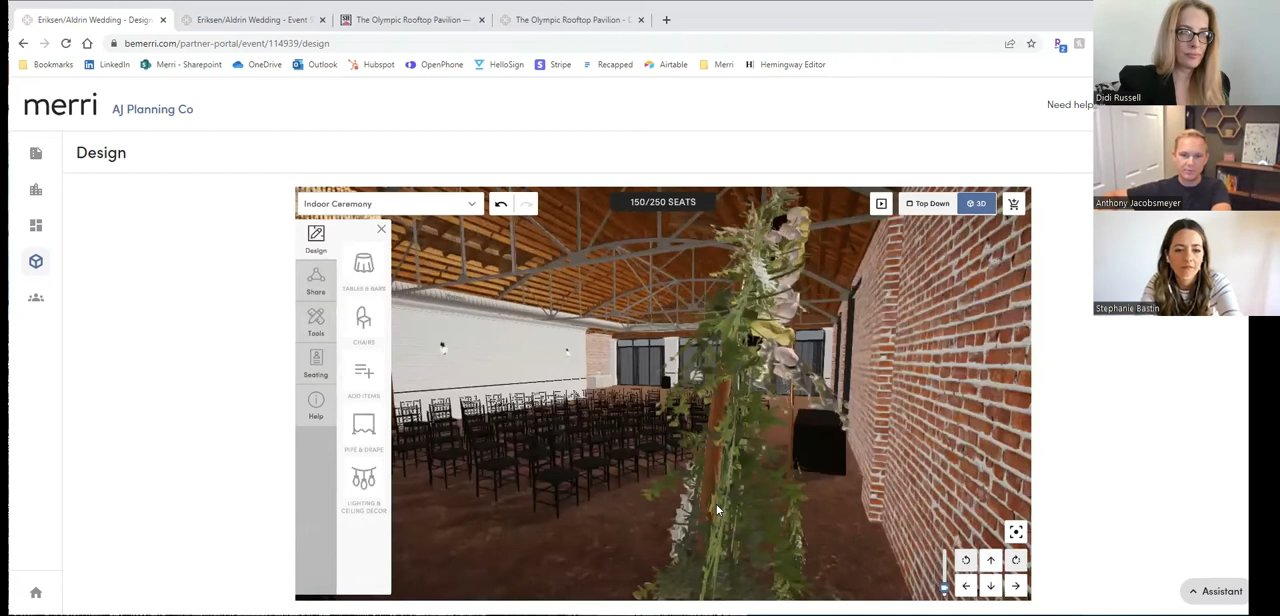 Eriksen/Aldrin Wedding - Design
Eriksen/Aldrin Wedding - Event
The Olympic Rooftop Pavilion —
The Olympic Rooftop Pavilion -
bemerri.com/partner-portal/event/114939/design
Bookmarks LinkedIn Merri - Sharepoint OneDrive Outlook Hubspot OpenPhone HelloSign Stripe Recapped Airtable Merri Hemingway Editor
merri AJ Planning Co
Need help
Design
Indoor Ceremony
150/250 SEATS
Top Down
3D
Design
Share
Tools
Seating
Help
TABLES & BARS
CHAIRS
ADD ITEMS
PIPE & DRAPE
LIGHTING &
CEILING DECOR
Didi Russell
Anthony Jacobsmeyer
Stephanie Bastin
Assistant